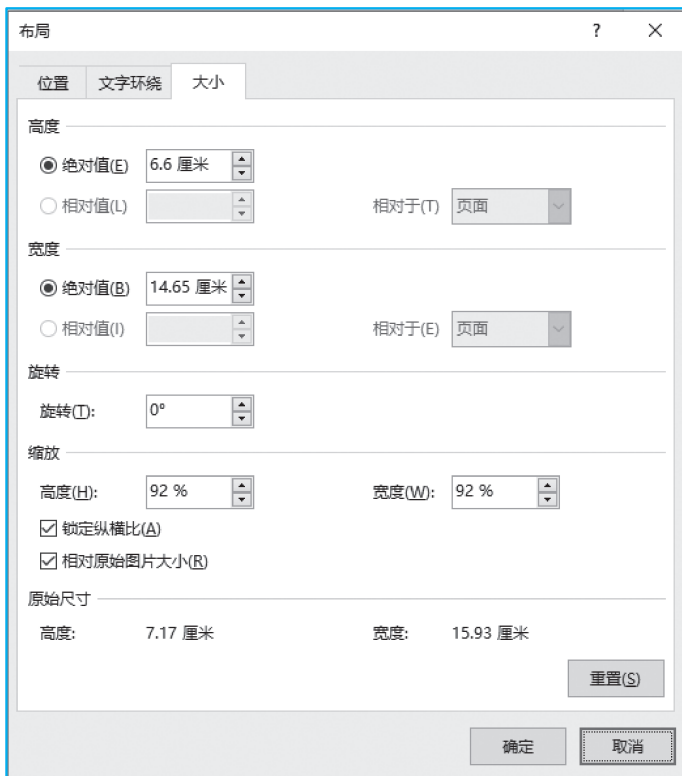 布局 ?
位置 文字环绕 大小
高度
绝对值(E) 6.6 厘米
相对值(L) 相对于(T) 页面
宽度
绝对值(B) 14.65 厘米
相对值(I) 相对于(E) 页面
旋转
旋转(T): 0°
缩放
高度(H): 92 % 宽度(W): 92 %
锁定纵横比(A)
相对原始图片大小(R)
原始尺寸
高度: 7.17 厘米 宽度: 15.93 厘米
重置(S)
确定 取消